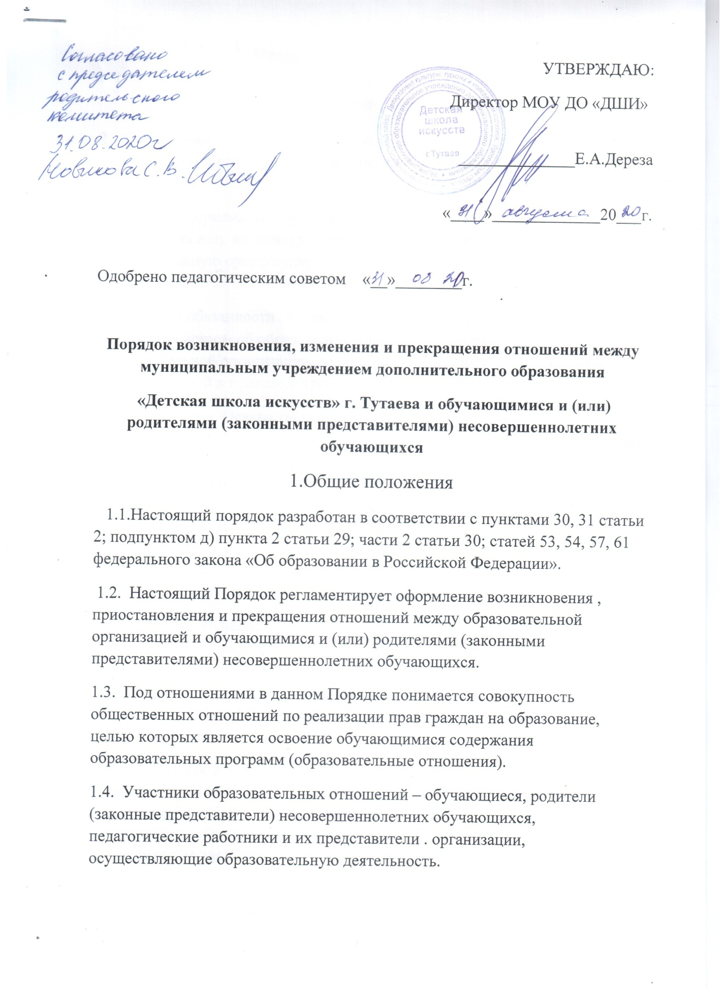 Согласовано
с председателем
родительского
комитета
31.08.2020г
Новикова С.В.
УТВЕРЖДАЮ:
Директор МОУ ДО «ДШИ»
Детская
школа
искусств
г.Тутаев
______________Е.А.Дереза
«31» августа 2020г.
Одобрено педагогическим советом «31» 08 20г.
Порядок возникновения, изменения и прекращения отношений между
муниципальным учреждением дополнительного образования
«Детская школа искусств» г. Тутаева и обучающимися и (или)
родителями (законными представителями) несовершеннолетних
обучающихся
1.Общие положения
1.1.Настоящий порядок разработан в соответствии с пунктами 30, 31 статьи
2; подпунктом д) пункта 2 статьи 29; части 2 статьи 30; статей 53, 54, 57, 61
федерального закона «Об образовании в Российской Федерации».
1.2. Настоящий Порядок регламентирует оформление возникновения ,
приостановления и прекращения отношений между образовательной
организацией и обучающимися и (или) родителями (законными
представителями) несовершеннолетних обучающихся.
1.3. Под отношениями в данном Порядке понимается совокупность
общественных отношений по реализации прав граждан на образование,
целью которых является освоение обучающимися содержания
образовательных программ (образовательные отношения).
1.4. Участники образовательных отношений – обучающиеся, родители
(законные представители) несовершеннолетних обучающихся,
педагогические работники и их представители . организации,
осуществляющие образовательную деятельность.